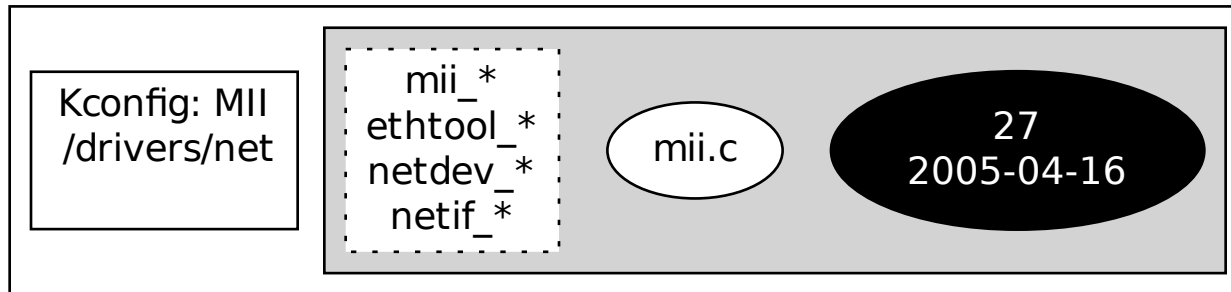 Kconfig: MII
/drivers/net
mii_*
ethtool_*
netdev_*
netif_*
mii.c
27
2005-04-16